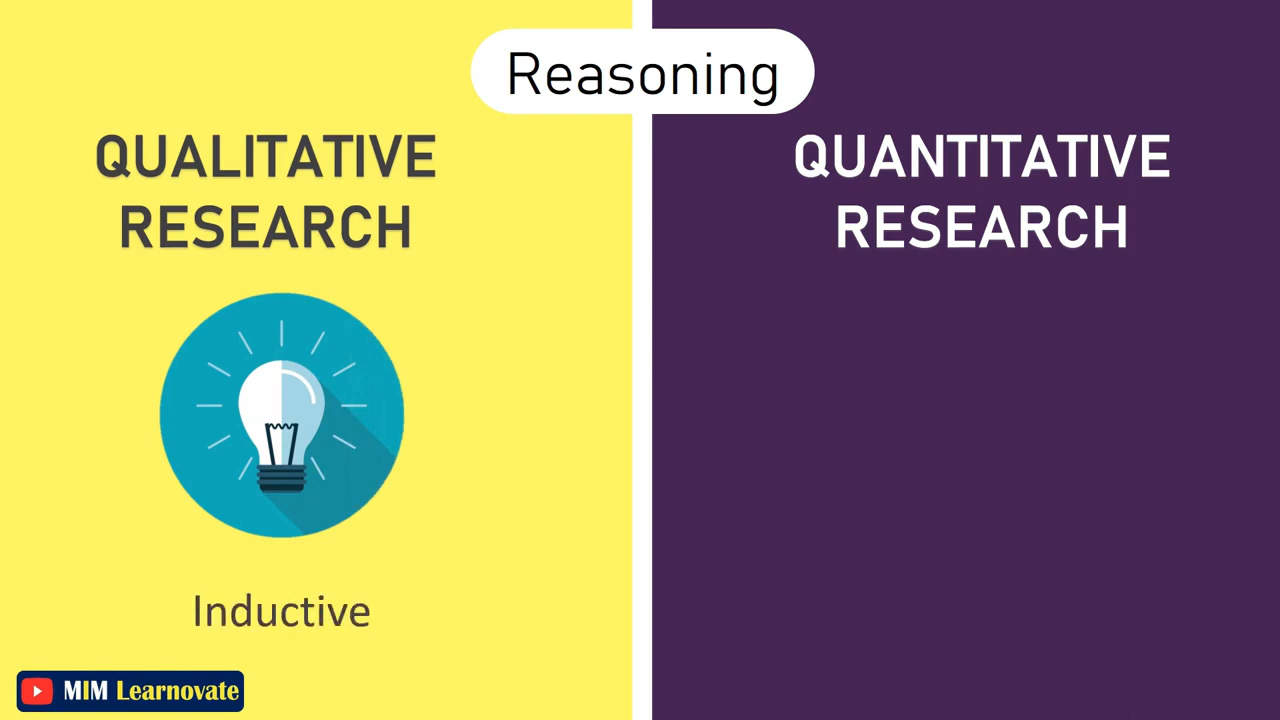 Reasoning
QUALITATIVE
RESEARCH
Inductive
QUANTITATIVE
RESEARCH
MIM Learnovate